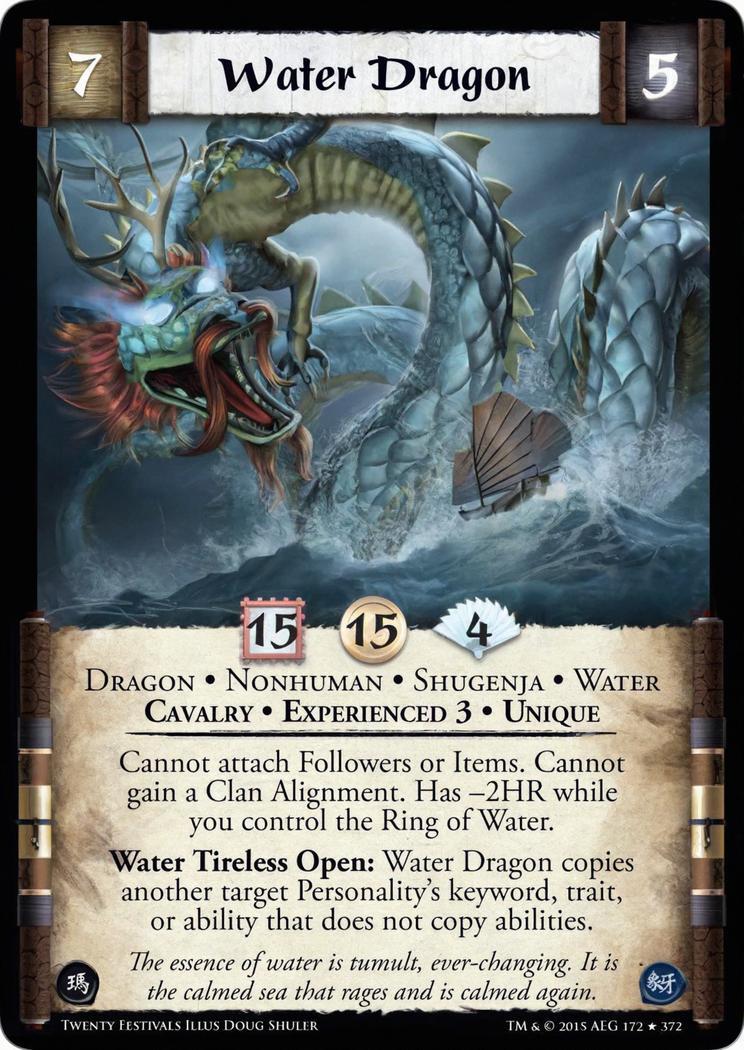 7
Water Dragon
5
15
15
4
Dragon • Nonhuman • Shugenja • Water
Cavalry • Experienced 3 • Unique
Cannot attach Followers or Items. Cannot
gain a Clan Alignment. Has –2HR while
you control the Ring of Water.
Water Tireless Open: Water Dragon copies
another target Personality's keyword, trait,
or ability that does not copy abilities.
The essence of water is tumult, ever-changing. It is
the calmed sea that rages and is calmed again.
瑪
Twenty Festivals Illus Doug Shuler
TM & © 2015 AEG 172 ★ 372